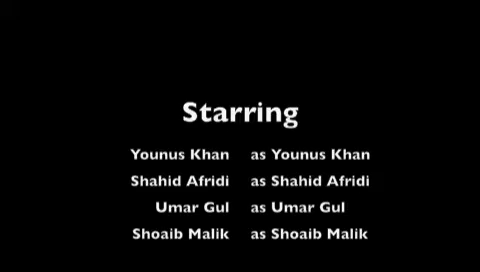 Starring
Younus Khan as Younus Khan
Shahid Afridi as Shahid Afridi
Umar Gul as Umar Gul
Shoaib Malik as Shoaib Malik